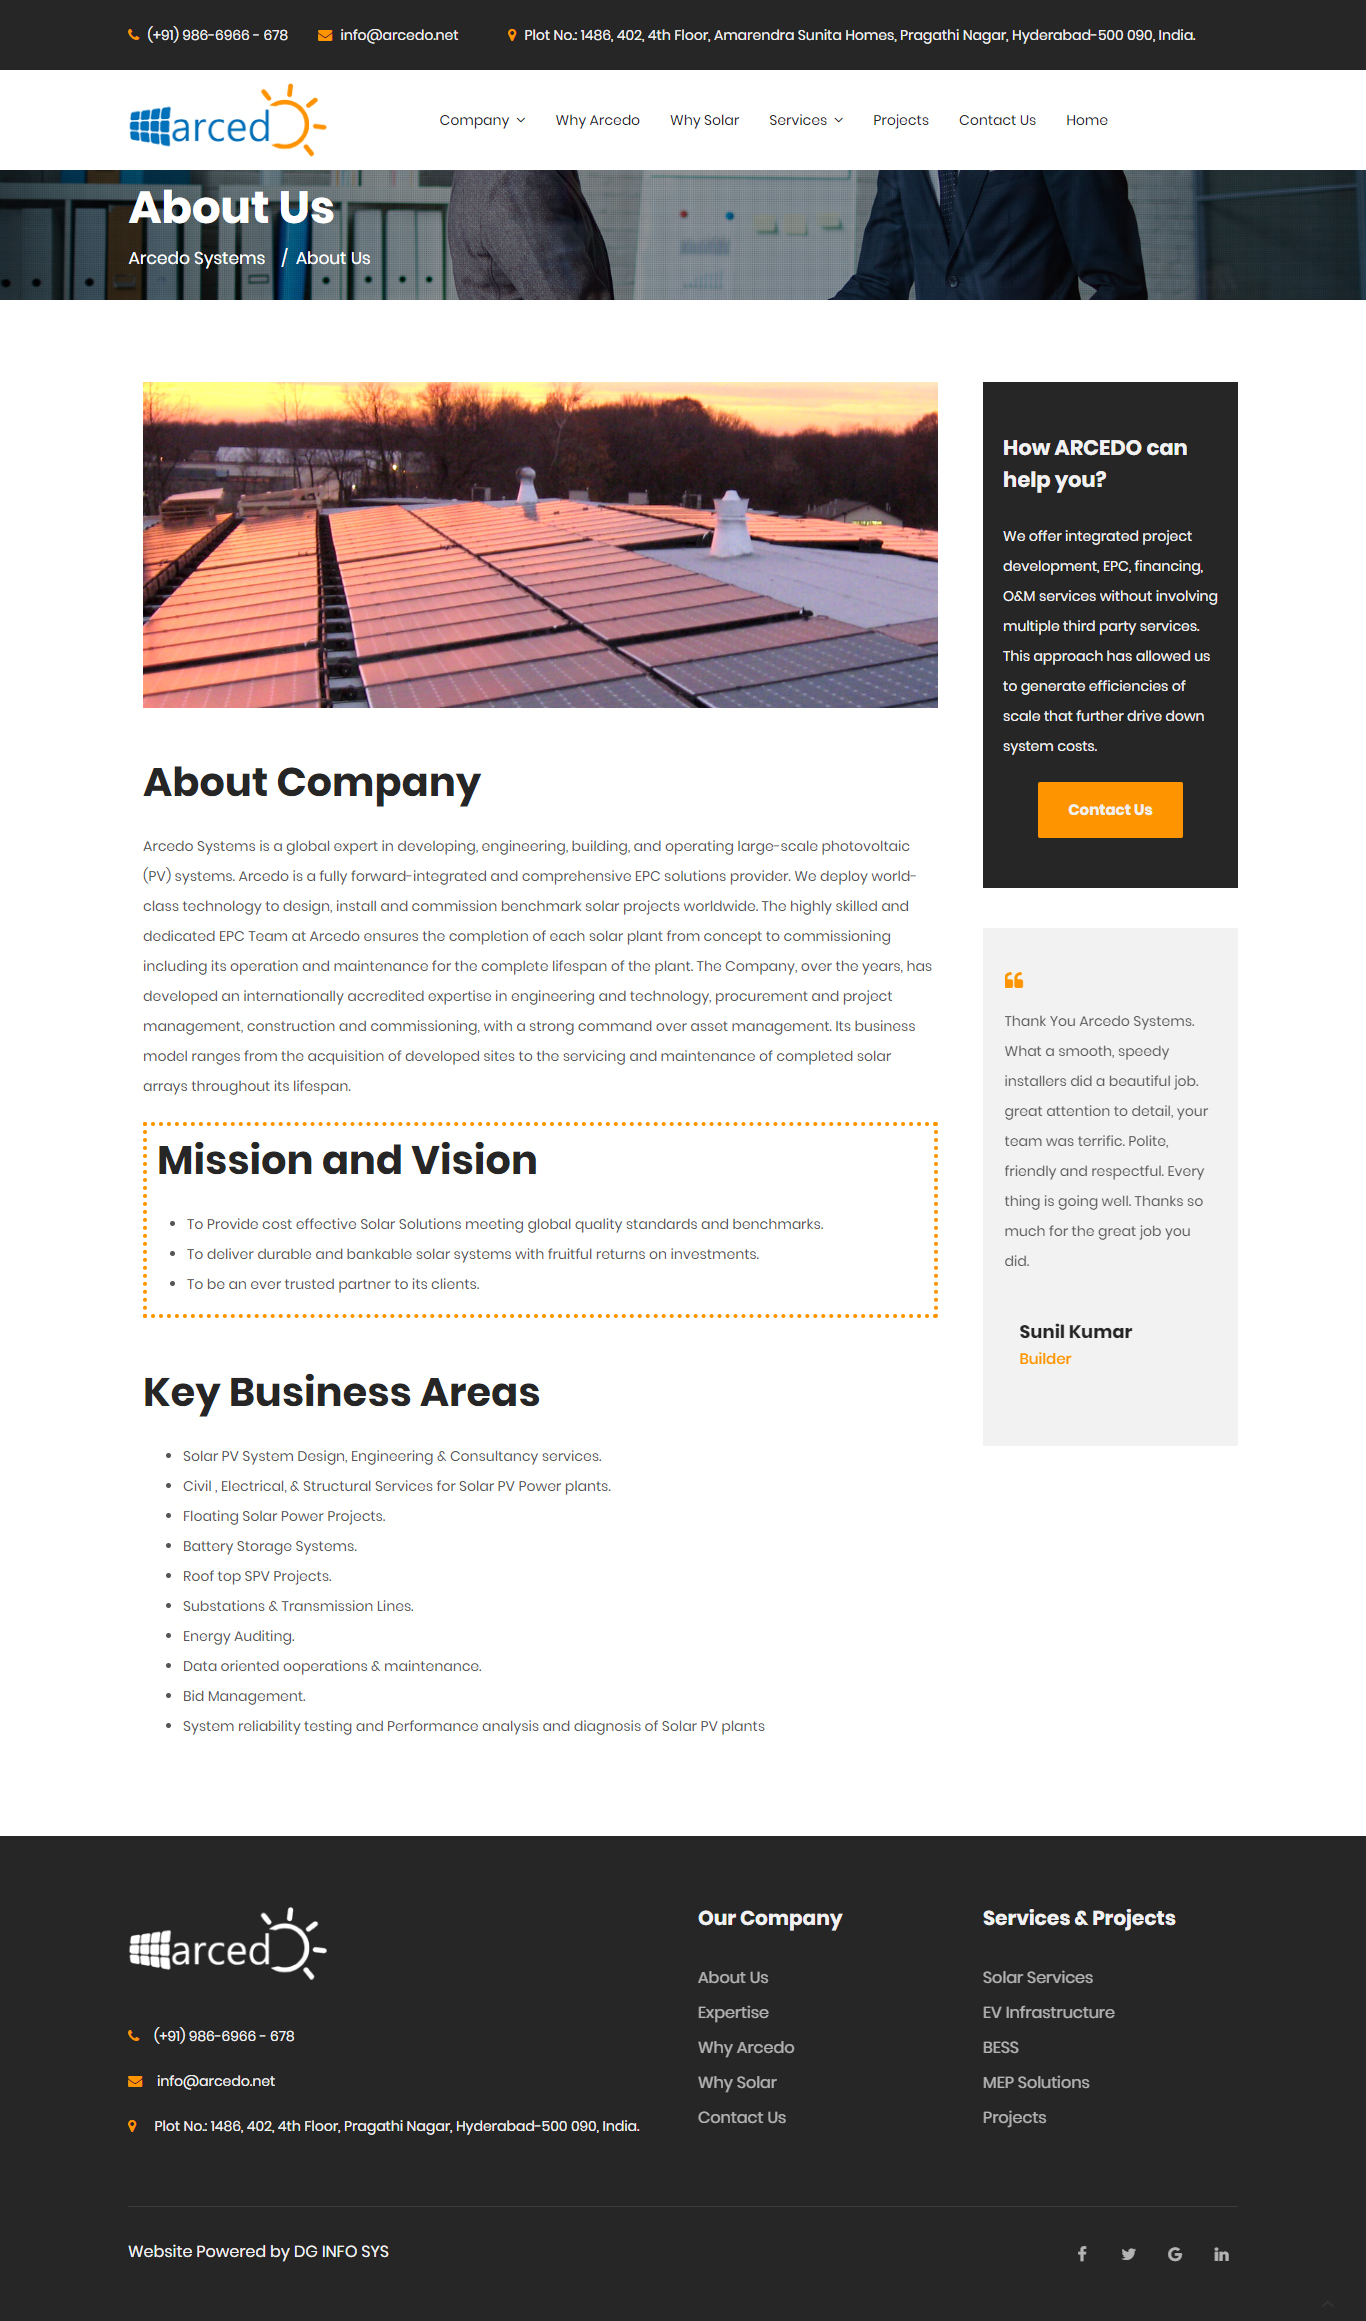 (+91) 986-6966 - 678
info@arcedo.net
Plot No.: 1486, 402, 4th Floor, Amarendra Sunita Homes, Pragathi Nagar, Hyderabad-500 090, India.
arcedo
Company
Why Arcedo
Why Solar
Services
Projects
Contact Us
Home
About Us
Arcedo Systems / About Us
About Company
Arcedo Systems is a global expert in developing, engineering, building, and operating large-scale photovoltaic
(PV) systems. Arcedo is a fully forward-integrated and comprehensive EPC solutions provider. We deploy world-
class technology to design, install and commission benchmark solar projects worldwide. The highly skilled and
dedicated EPC Team at Arcedo ensures the completion of each solar plant from concept to commissioning
including its operation and maintenance for the complete lifespan of the plant. The Company, over the years, has
developed an internationally accredited expertise in engineering and technology, procurement and project
management, construction and commissioning, with a strong command over asset management. Its business
model ranges from the acquisition of developed sites to the servicing and maintenance of completed solar
arrays throughout its lifespan.
Mission and Vision
• To Provide cost effective Solar Solutions meeting global quality standards and benchmarks.
• To deliver durable and bankable solar systems with fruitful returns on investments.
• To be an ever trusted partner to its clients.
Key Business Areas
• Solar PV System Design, Engineering & Consultancy services.
• Civil , Electrical, & Structural Services for Solar PV Power plants.
• Floating Solar Power Projects.
• Battery Storage Systems.
• Roof top SPV Projects.
• Substations & Transmission Lines.
• Energy Auditing.
• Data oriented ooperations & maintenance.
• Bid Management.
• System reliability testing and Performance analysis and diagnosis of Solar PV plants
How ARCEDO can
help you?
We offer integrated project
development, EPC, financing,
O&M services without involving
multiple third party services.
This approach has allowed us
to generate efficiencies of
scale that further drive down
system costs.
Contact Us
Thank You Arcedo Systems.
What a smooth, speedy
installers did a beautiful job.
great attention to detail, your
team was terrific. Polite,
friendly and respectful. Every
thing is going well. Thanks so
much for the great job you
did.
Sunil Kumar
Builder
arcedo
(+91) 986-6966 - 678
info@arcedo.net
Plot No.: 1486, 402, 4th Floor, Pragathi Nagar, Hyderabad-500 090, India.
Our Company
About Us
Expertise
Why Arcedo
Why Solar
Contact Us
Services & Projects
Solar Services
EV Infrastructure
BESS
MEP Solutions
Projects
Website Powered by DG INFO SYS